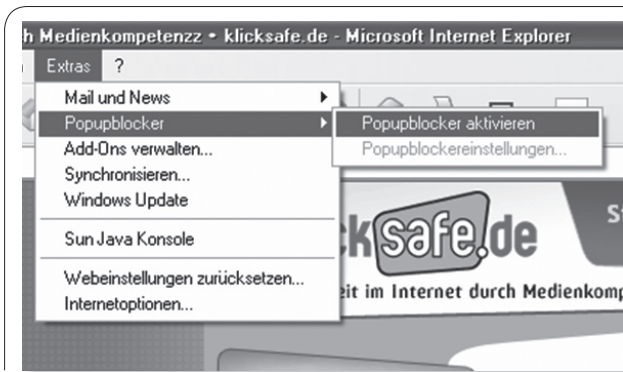 h Medienkompetenzz • klicksafe.de - Microsoft Internet Explorer
Extras ?
Mail und News
Popupblocker
Popupblocker aktivieren
Popupblockereinstellungen...
Add-Ons verwalten...
Synchronisieren...
Windows Update
Sun Java Konsole
Webeinstellungen zurücksetzen...
Internetoptionen...
cksafe.de
S
eit im Internet durch Medienkomp